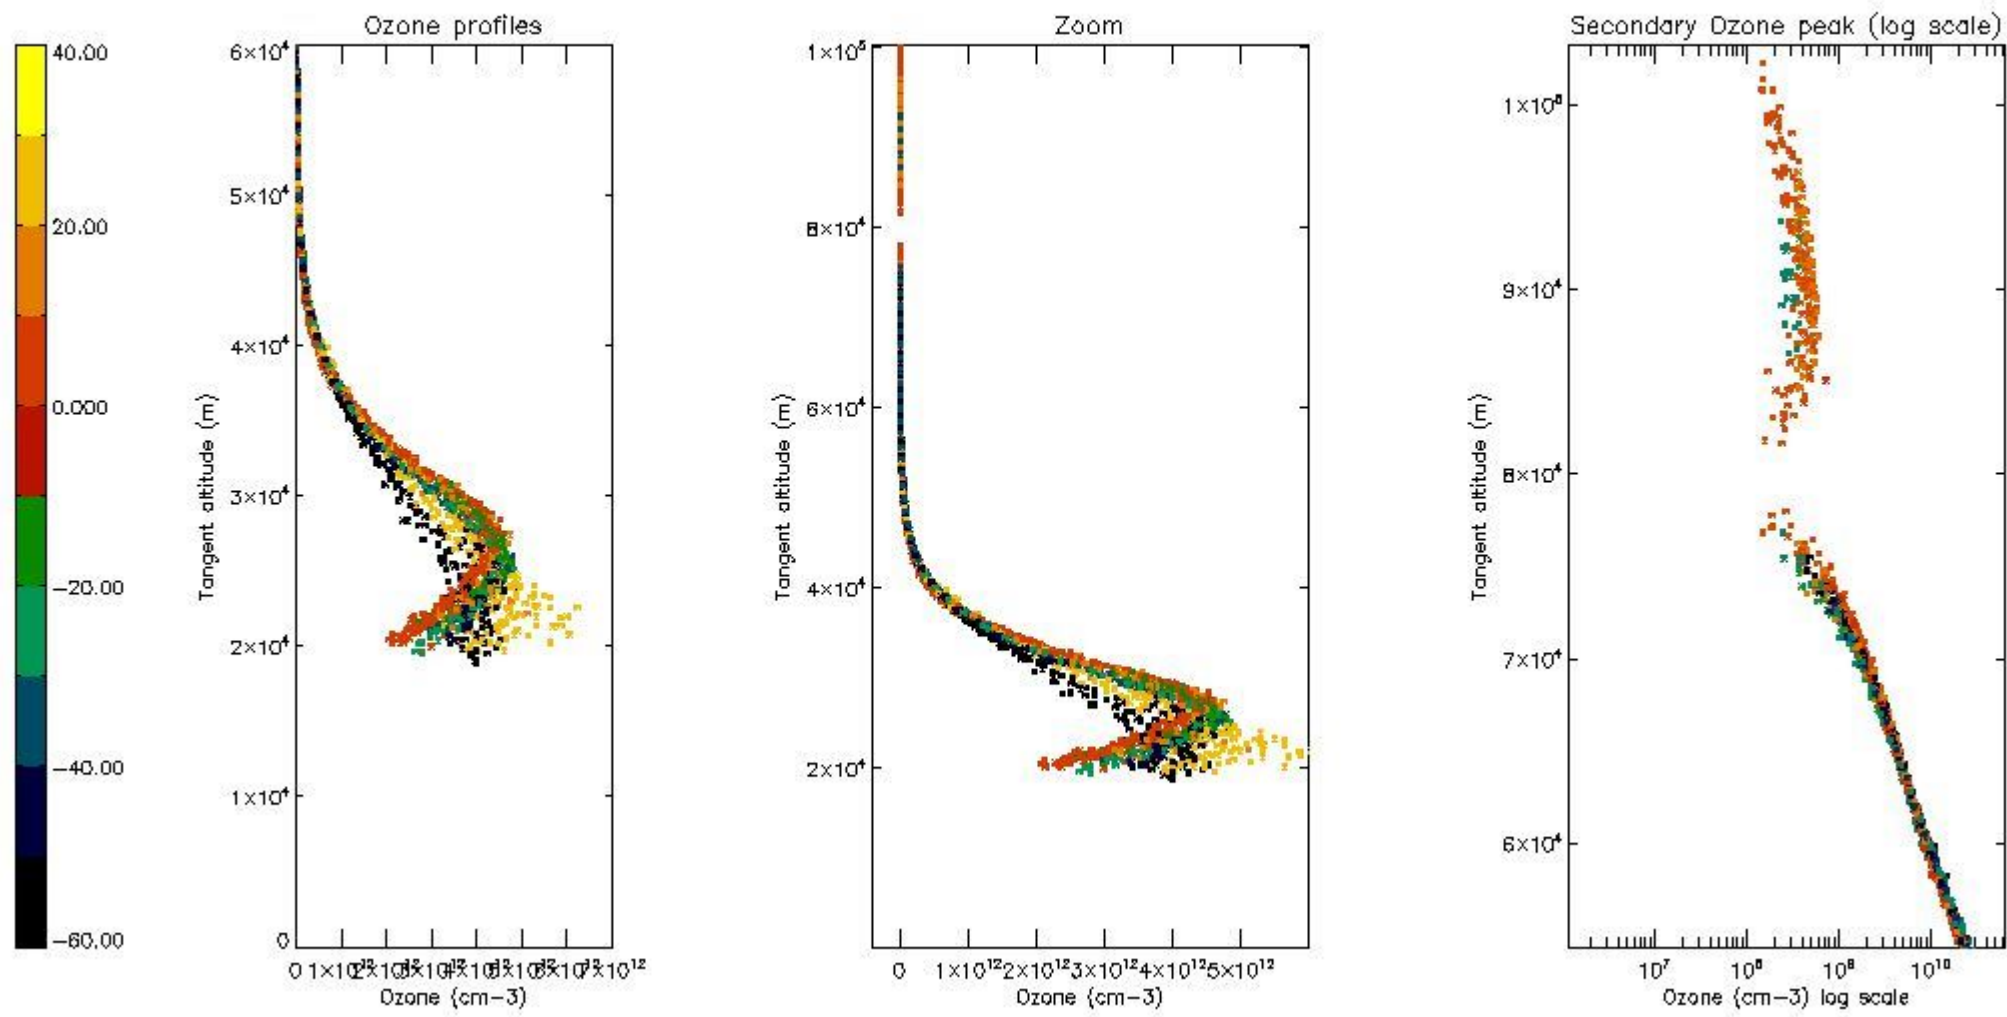 Ozone profiles
Zoom
Secondary Ozone peak (log scale)
40.00
20.00
0.000
−20.00
−40.00
−60.00
6×10⁴
5×10⁴
4×10⁴
3×10⁴
2×10⁴
1×10⁴
0
Tangent altitude (m)
Ozone (cm−3)
1×10⁵
8×10⁴
6×10⁴
4×10⁴
2×10⁴
Tangent altitude (m)
0 1×10¹² 2×10¹² 3×10¹² 4×10¹² 5×10¹²
Ozone (cm−3)
9×10⁴
8×10⁴
7×10⁴
6×10⁴
Tangent altitude (m)
10⁷ 10⁹ 10¹⁰
Ozone (cm−3) log scale